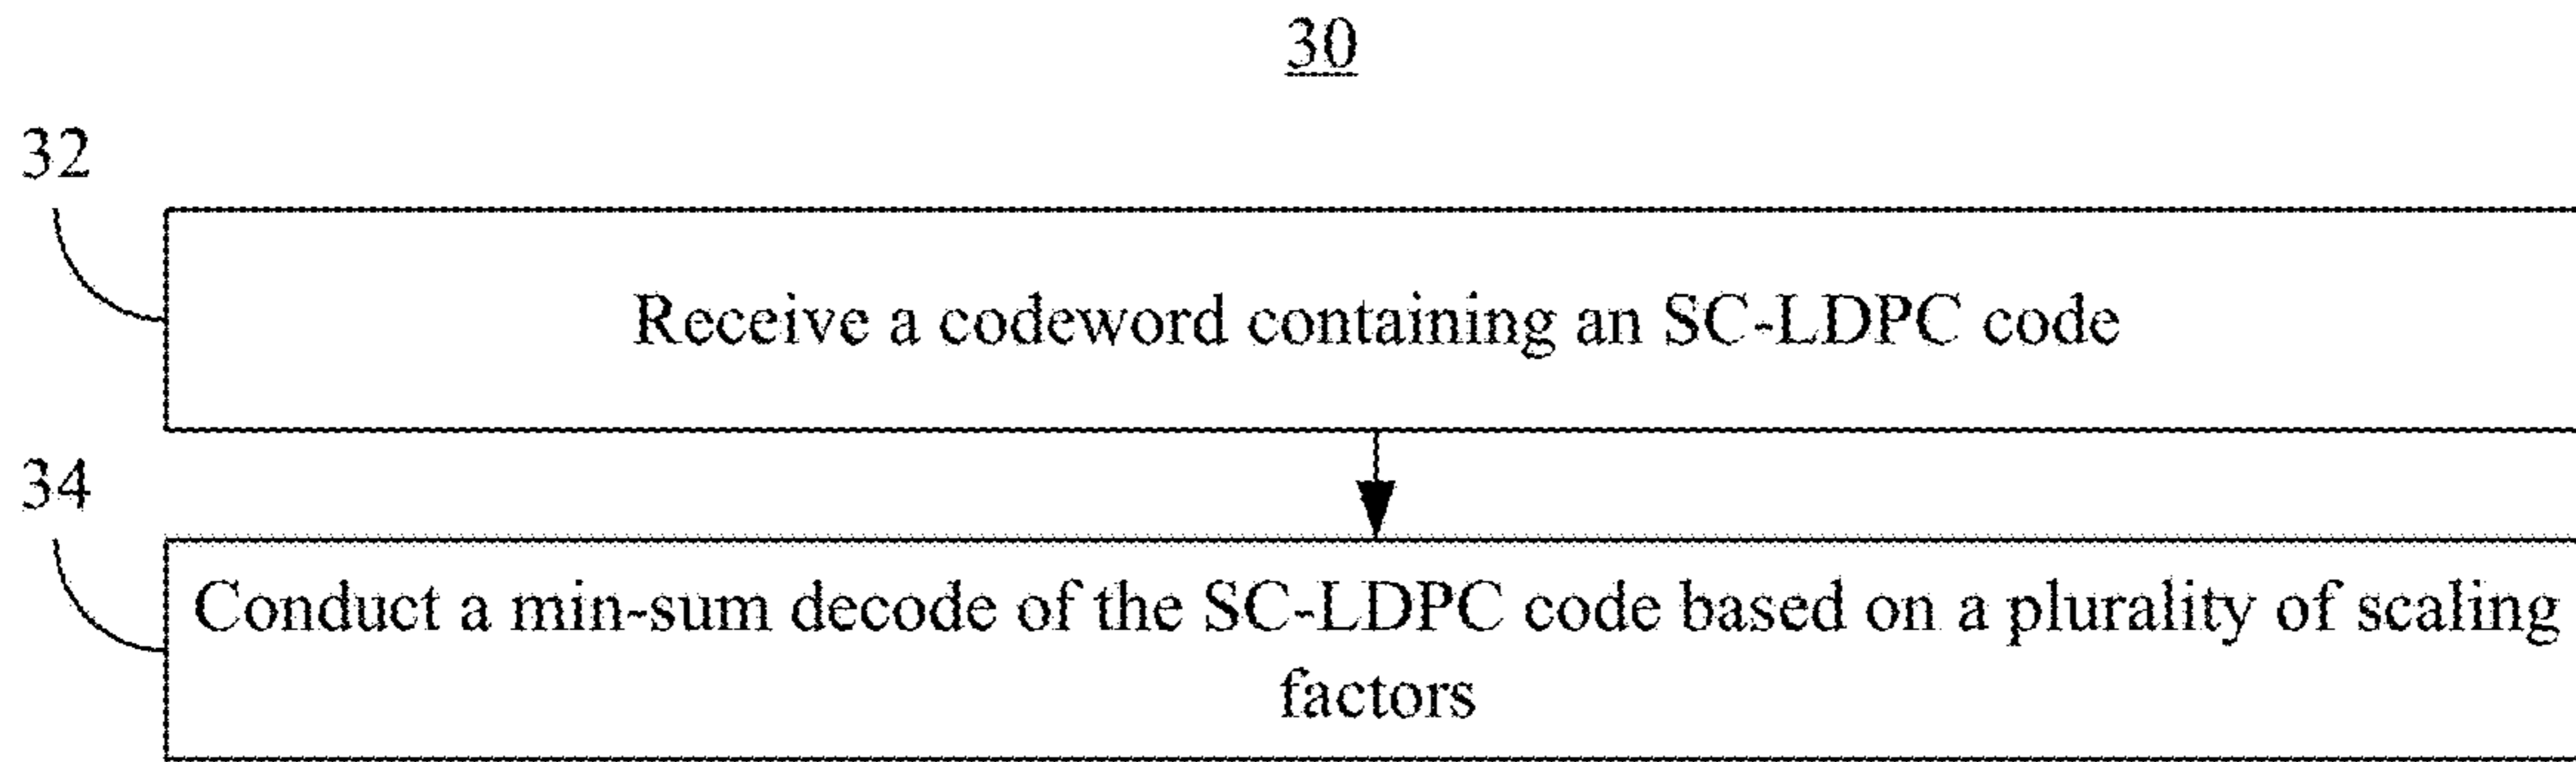 30
32
Receive a codeword containing an SC-LDPC code
34
Conduct a min-sum decode of the SC-LDPC code based on a plurality of scaling
factors